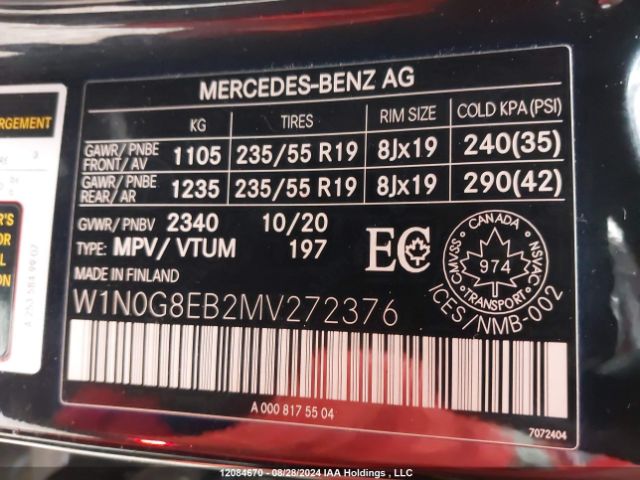 MERCEDES-BENZ AG
KG TIRES RIM SIZE COLD KPA(PSI)
GAWR/ PNBE FRONT/ AV 1105 235/55 R19 8Jx19 240(35)
GAWR/ PNBE REAR/ AR 1235 235/55 R19 8Jx19 290(42)
GVWR/ PNBV 2340 10/20
TYPE: MPV/ VTUM 197
MADE IN FINLAND
EC
CANADA
CMVSS 974 NSVAC
TRANSPORT
ICES/NMB-002
W1N0G8EB2MV272376
A 000 817 55 04
7072404
RGEMENT
12084670 - 08/28/2024 IAA Holdings , LLC